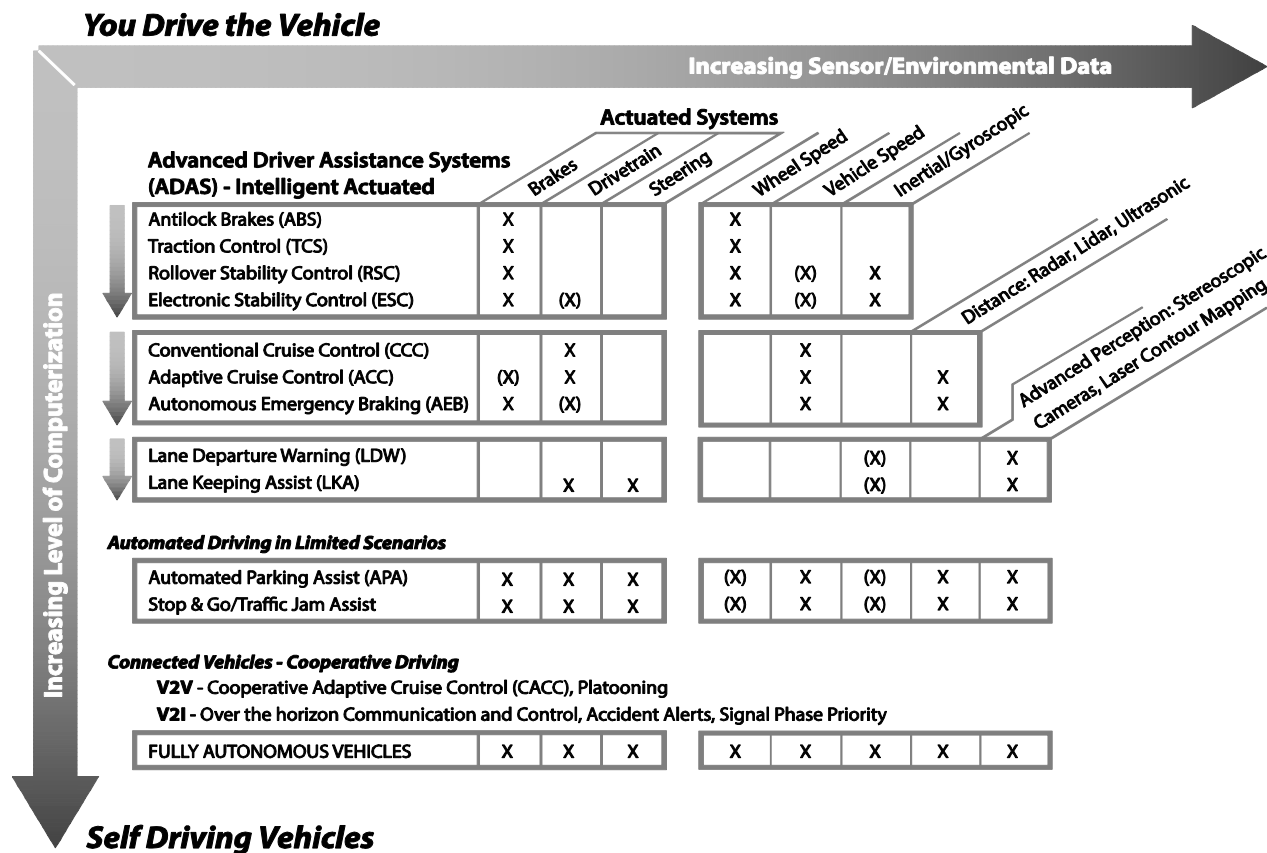 You Drive the Vehicle
Increasing Sensor/Environmental Data
Actuated Systems
Advanced Driver Assistance Systems
(ADAS) - Intelligent Actuated
Brakes
Drivetrain
Steering
Wheel Speed
Vehicle Speed
Inertial/Gyroscopic
Distance: Radar, Lidar, Ultrasonic
Advanced Perception: Stereoscopic
Cameras, Laser Contour Mapping
Increasing Level of Computerization
Antilock Brakes (ABS) X X
Traction Control (TCS) X X
Rollover Stability Control (RSC) X X (X) X
Electronic Stability Control (ESC) X (X) X (X) X
Conventional Cruise Control (CCC) X X
Adaptive Cruise Control (ACC) (X) X X X
Autonomous Emergency Braking (AEB) X (X) X X
Lane Departure Warning (LDW) (X) X
Lane Keeping Assist (LKA) X X (X) X
Automated Driving in Limited Scenarios
Automated Parking Assist (APA) X X X (X) X (X) X X
Stop & Go/Traffic Jam Assist X X X (X) X (X) X X
Connected Vehicles - Cooperative Driving
V2V - Cooperative Adaptive Cruise Control (CACC), Platooning
V2I - Over the horizon Communication and Control, Accident Alerts, Signal Phase Priority
FULLY AUTONOMOUS VEHICLES X X X X X X X X
Self Driving Vehicles